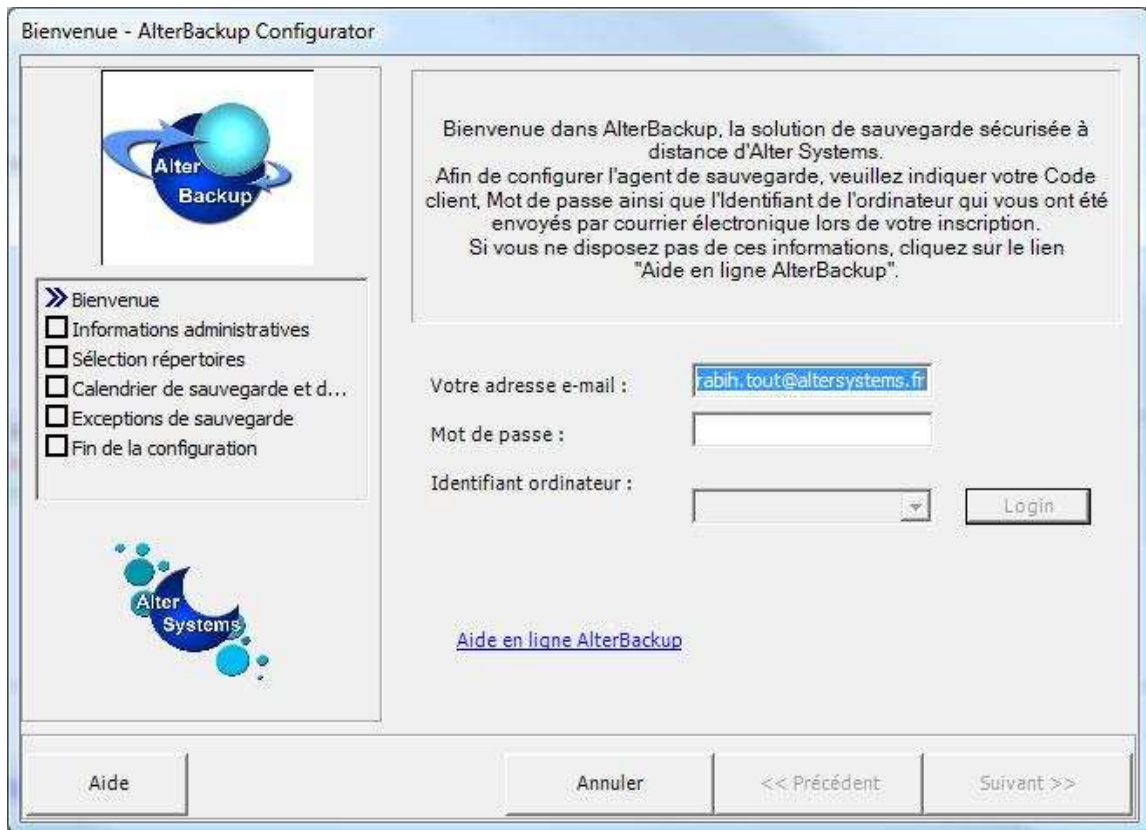 Bienvenue - AlterBackup Configurator
Alter
Backup
Bienvenue
Informations administratives
Sélection répertoires
Calendrier de sauvegarde et d...
Exceptions de sauvegarde
Fin de la configuration
Alter
Systems
Bienvenue dans AlterBackup, la solution de sauvegarde sécurisée à
distance d'Alter Systems.
Afin de configurer l'agent de sauvegarde, veuillez indiquer votre Code
client, Mot de passe ainsi que l'Identifiant de l'ordinateur qui vous ont été
envoyés par courrier électronique lors de votre inscription.
Si vous ne disposez pas de ces informations, cliquez sur le lien
"Aide en ligne AlterBackup".
Votre adresse e-mail : rabih.tout@altersystems.fr
Mot de passe :
Identifiant ordinateur :
Login
Aide en ligne AlterBackup
Aide
Annuler
<< Précédent
Suivant >>